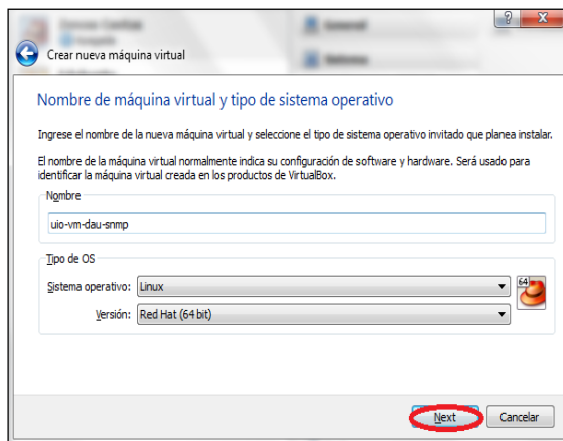 ?
X
Crear nueva máquina virtual
Nombre de máquina virtual y tipo de sistema operativo
Ingrese el nombre de la nueva máquina virtual y seleccione el tipo de sistema operativo invitado que planea instalar.
El nombre de la máquina virtual normalmente indica su configuración de software y hardware. Será usado para
identificar la máquina virtual creada en los productos de VirtualBox.
Nombre
uio-vm-dau-snmp
Tipo de OS
Sistema operativo: Linux
64
Versión: Red Hat (64 bit)
Next
Cancelar